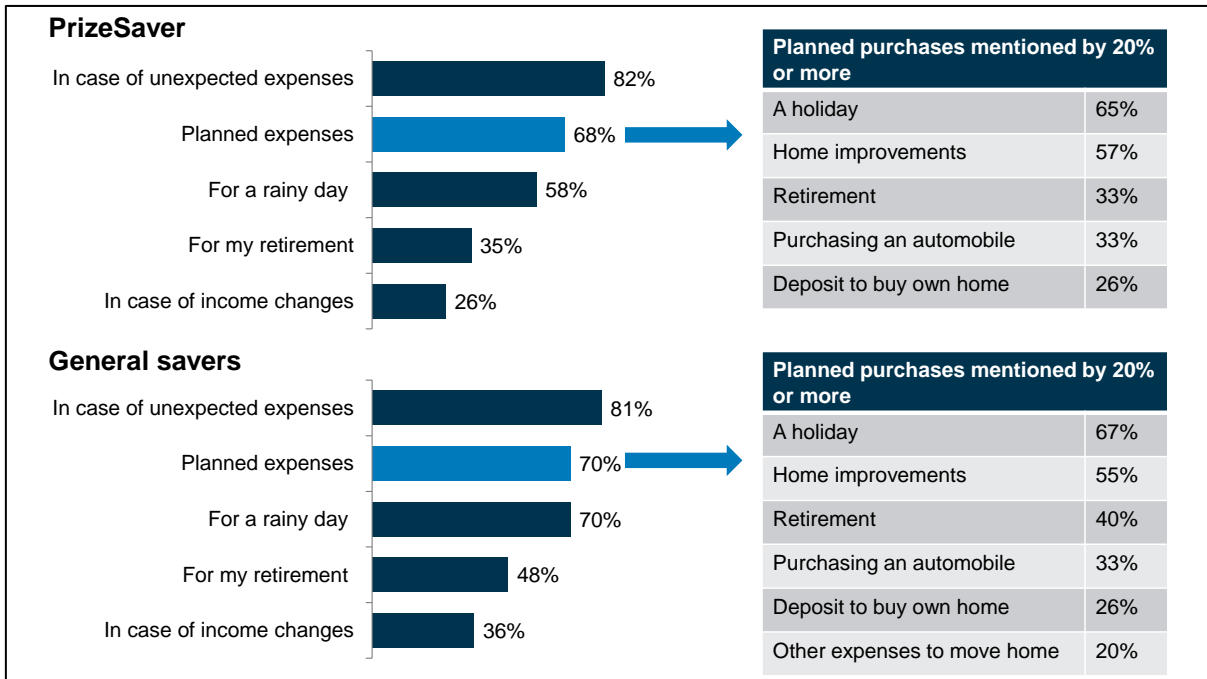 PrizeSaver
In case of unexpected expenses 82%
Planned expenses 68%
For a rainy day 58%
For my retirement 35%
In case of income changes 26%
Planned purchases mentioned by 20%
or more
A holiday 65%
Home improvements 57%
Retirement 33%
Purchasing an automobile 33%
Deposit to buy own home 26%
General savers
In case of unexpected expenses 81%
Planned expenses 70%
For a rainy day 70%
For my retirement 48%
In case of income changes 36%
Planned purchases mentioned by 20%
or more
A holiday 67%
Home improvements 55%
Retirement 40%
Purchasing an automobile 33%
Deposit to buy own home 26%
Other expenses to move home 20%